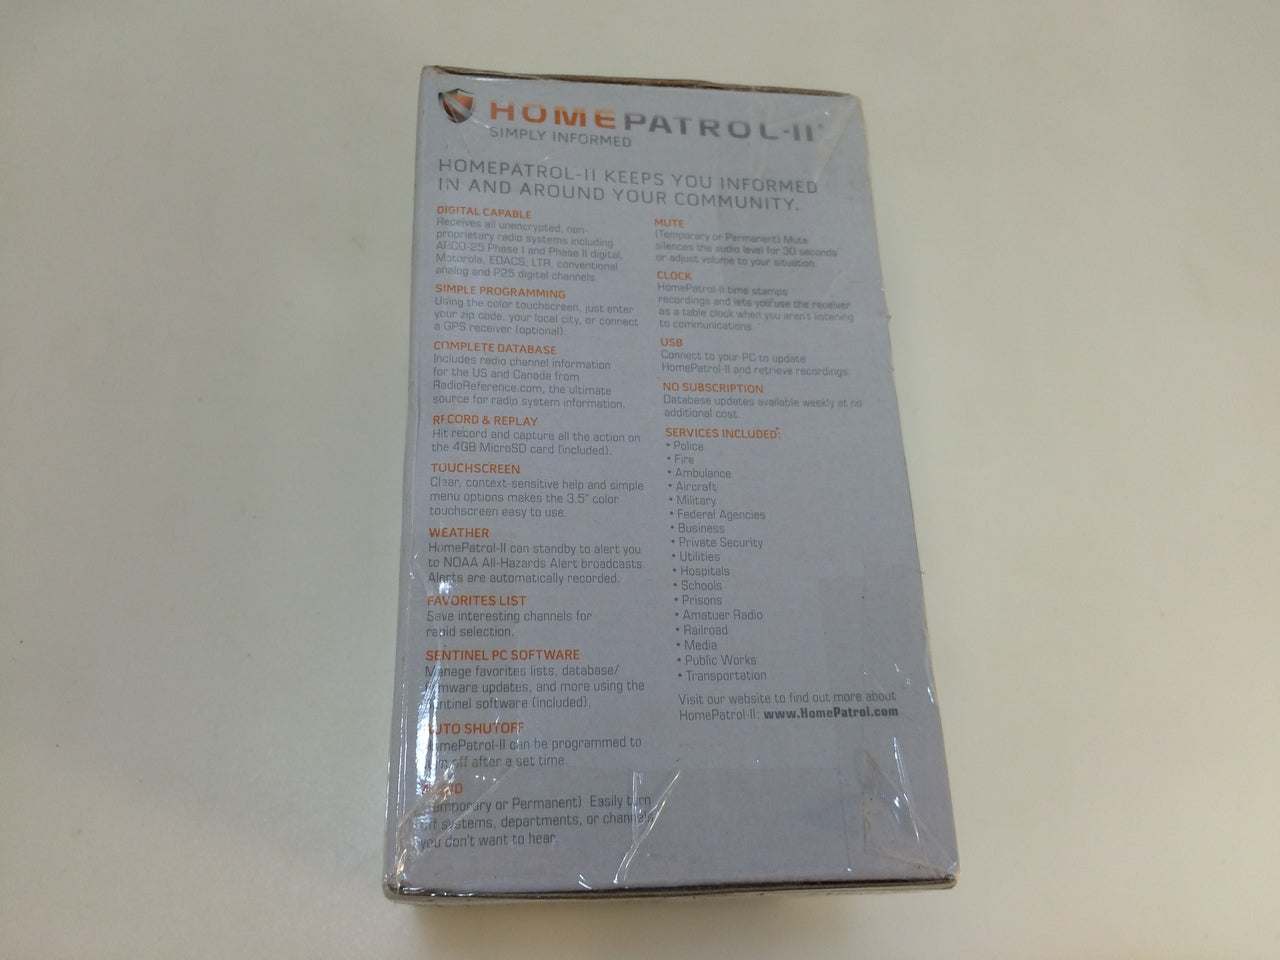 HOMEPATROL-II
SIMPLY INFORMED
HOMEPATROL-II KEEPS YOU INFORMED
IN AND AROUND YOUR COMMUNITY.
DIGITAL CAPABLE
Receives all unencrypted, non-
proprietary radio systems including
APCO-25 Phase I and Phase II digital,
Motorola, EDACS, LTR, conventional
analog and P25 digital channels.
SIMPLE PROGRAMMING
Using the color touchscreen, just enter
your zip code, your local city, or connect
a GPS receiver (optional).
COMPLETE DATABASE
Includes radio channel information
for the US and Canada from
RadioReference.com, the ultimate
source for radio system information.
RECORD & REPLAY
Hit record and capture all the action on
the 4GB MicroSD card (included).
TOUCHSCREEN
Clear, context-sensitive help and simple
menu options makes the 3.5" color
touchscreen easy to use.
WEATHER
HomePatrol-II can standby to alert you
to NOAA All-Hazards Alert broadcasts.
Alerts are automatically recorded.
FAVORITES LIST
Save interesting channels for
rapid selection.
SENTINEL PC SOFTWARE
Manage favorites lists, database/
firmware updates, and more using the
Sentinel software (included).
AUTO SHUTOFF
HomePatrol-II can be programmed to
turn off after a set time.
(Temporary or Permanent) Easily turn
off systems, departments, or channels
you don't want to hear.
MUTE
(Temporary or Permanent) Mute
silences the audio level for 30 seconds
or adjust volume to your situation.
CLOCK
HomePatrol-II time stamps
recordings and lets you use the receiver
as a table clock when you aren't listening
to communications.
USB
Connect to your PC to update
HomePatrol-II and retrieve recordings.
NO SUBSCRIPTION
Database updates available weekly at no
additional cost.
SERVICES INCLUDED*:
• Police
• Fire
• Ambulance
• Aircraft
• Military
• Federal Agencies
• Business
• Private Security
• Utilities
• Hospitals
• Schools
• Prisons
• Amatuer Radio
• Railroad
• Media
• Public Works
• Transportation
Visit our website to find out more about
HomePatrol-II: www.HomePatrol.com